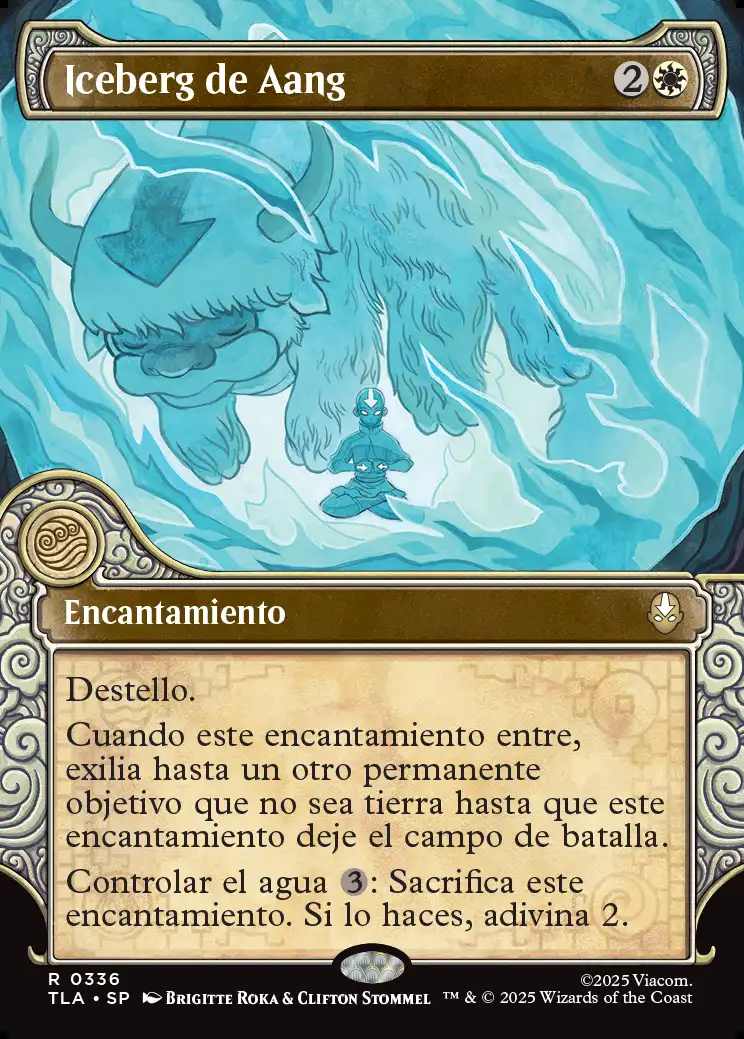 Iceberg de Aang 2
Encantamiento
Destello.
Cuando este encantamiento entre,
exilia hasta un otro permanente
objetivo que no sea tierra hasta que este
encantamiento deje el campo de batalla.
Controlar el agua 3: Sacrifica este
encantamiento. Si lo haces, adivina 2.
R 0336
TLA • SP BRIGITTE ROKA & CLIFTON STOMMEL
©2025 Viacom.
™ & © 2025 Wizards of the Coast